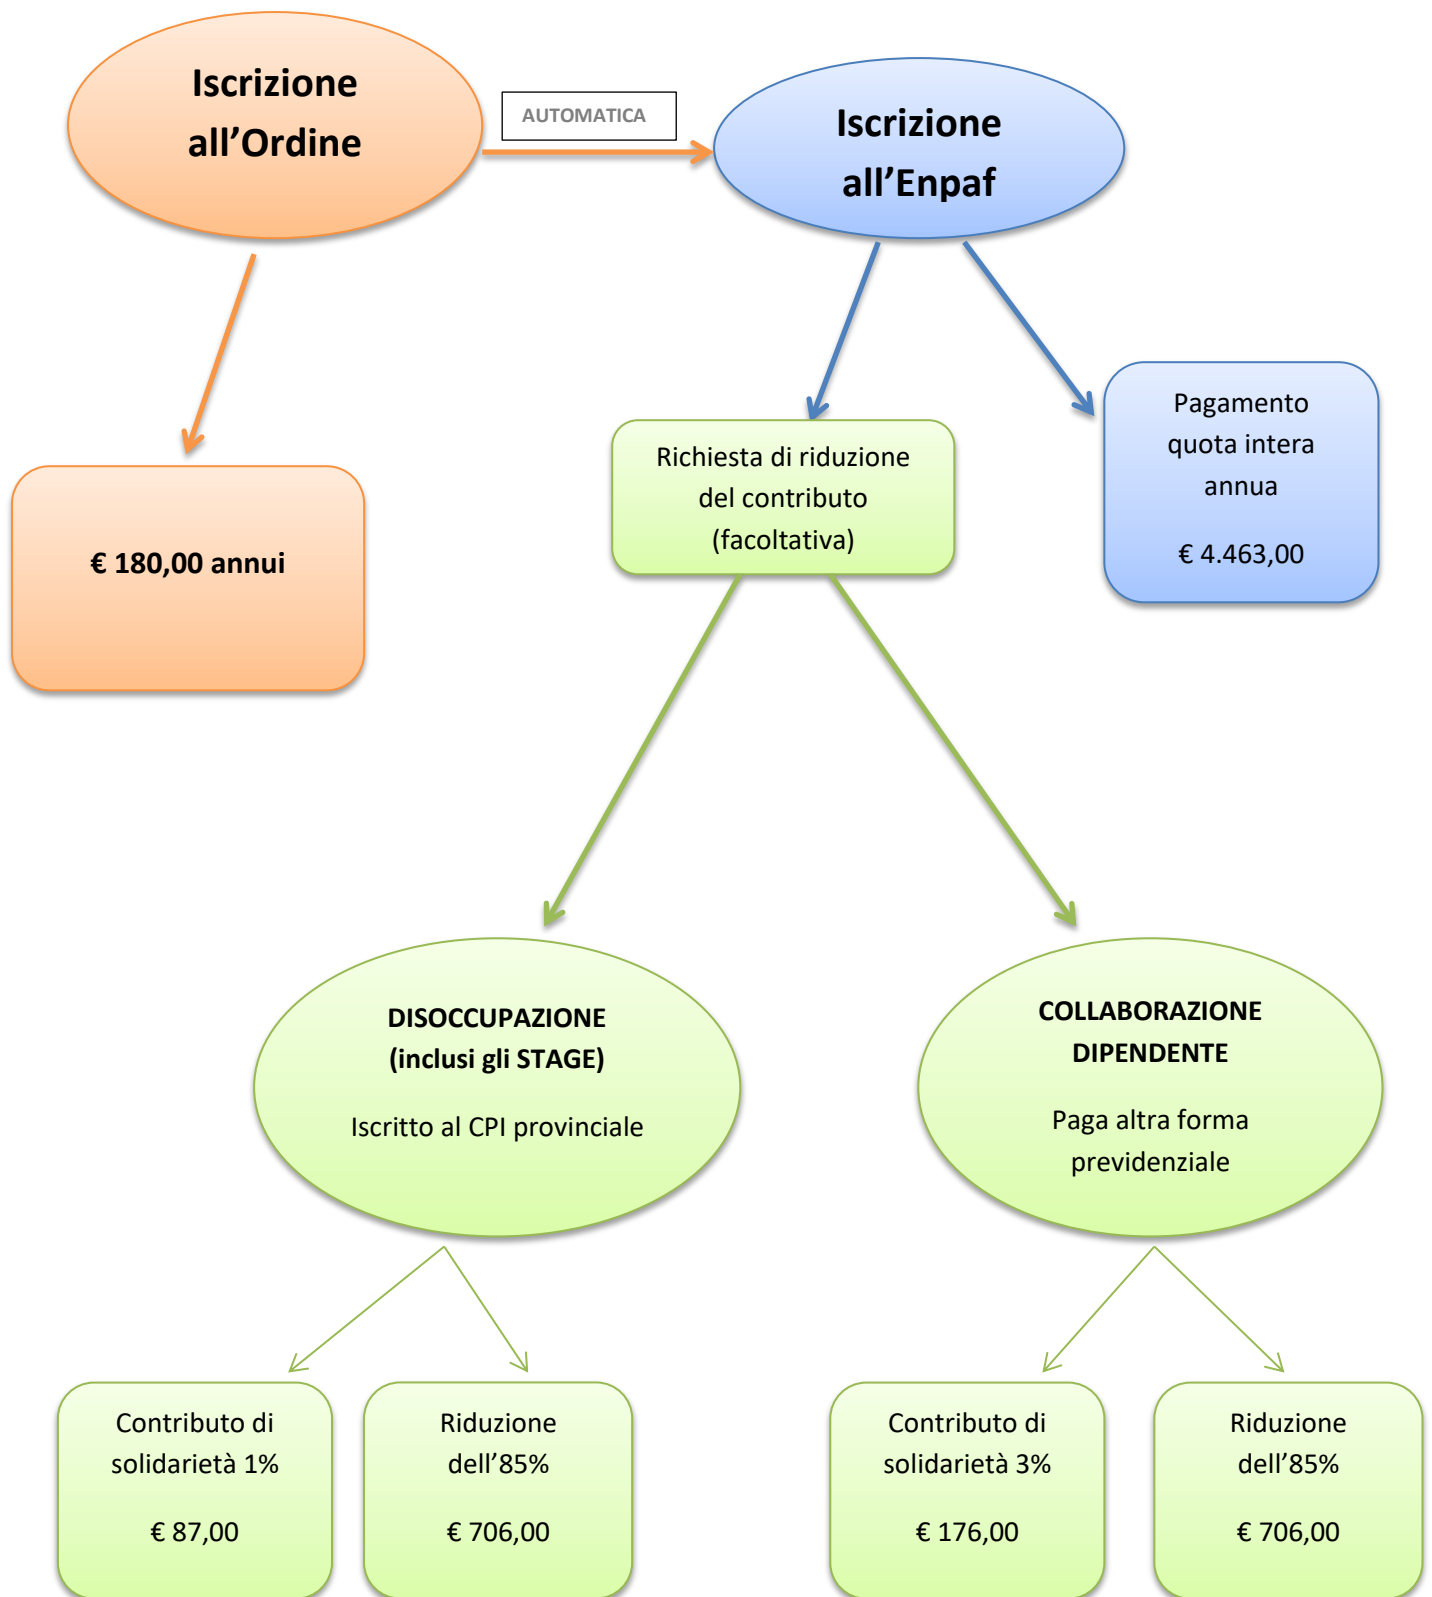 Iscrizione
all’Ordine
AUTOMATICA
Iscrizione
all’Enpaf
€ 180,00 annui
Richiesta di riduzione
del contributo
(facoltativa)
Pagamento
quota intera
annua
€ 4.463,00
DISOCCUPAZIONE
(inclusi gli STAGE)
Iscritto al CPI provinciale
COLLABORAZIONE
DIPENDENTE
Paga altra forma
previdenziale
Contributo di
solidarietà 1%
€ 87,00
Riduzione
dell’85%
€ 706,00
Contributo di
solidarietà 3%
€ 176,00
Riduzione
dell’85%
€ 706,00